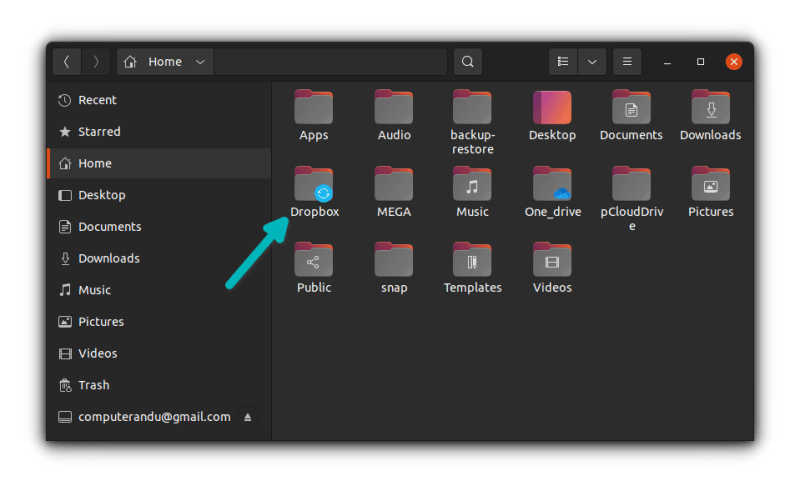 Home
Recent
Starred
Home
Desktop
Documents
Downloads
Music
Pictures
Videos
Trash
computerandu@gmail.com
Apps
Audio
backup-
restore
Desktop
Documents
Downloads
Dropbox
MEGA
Music
One_drive
pCloudDriv
e
Pictures
Public
snap
Templates
Videos